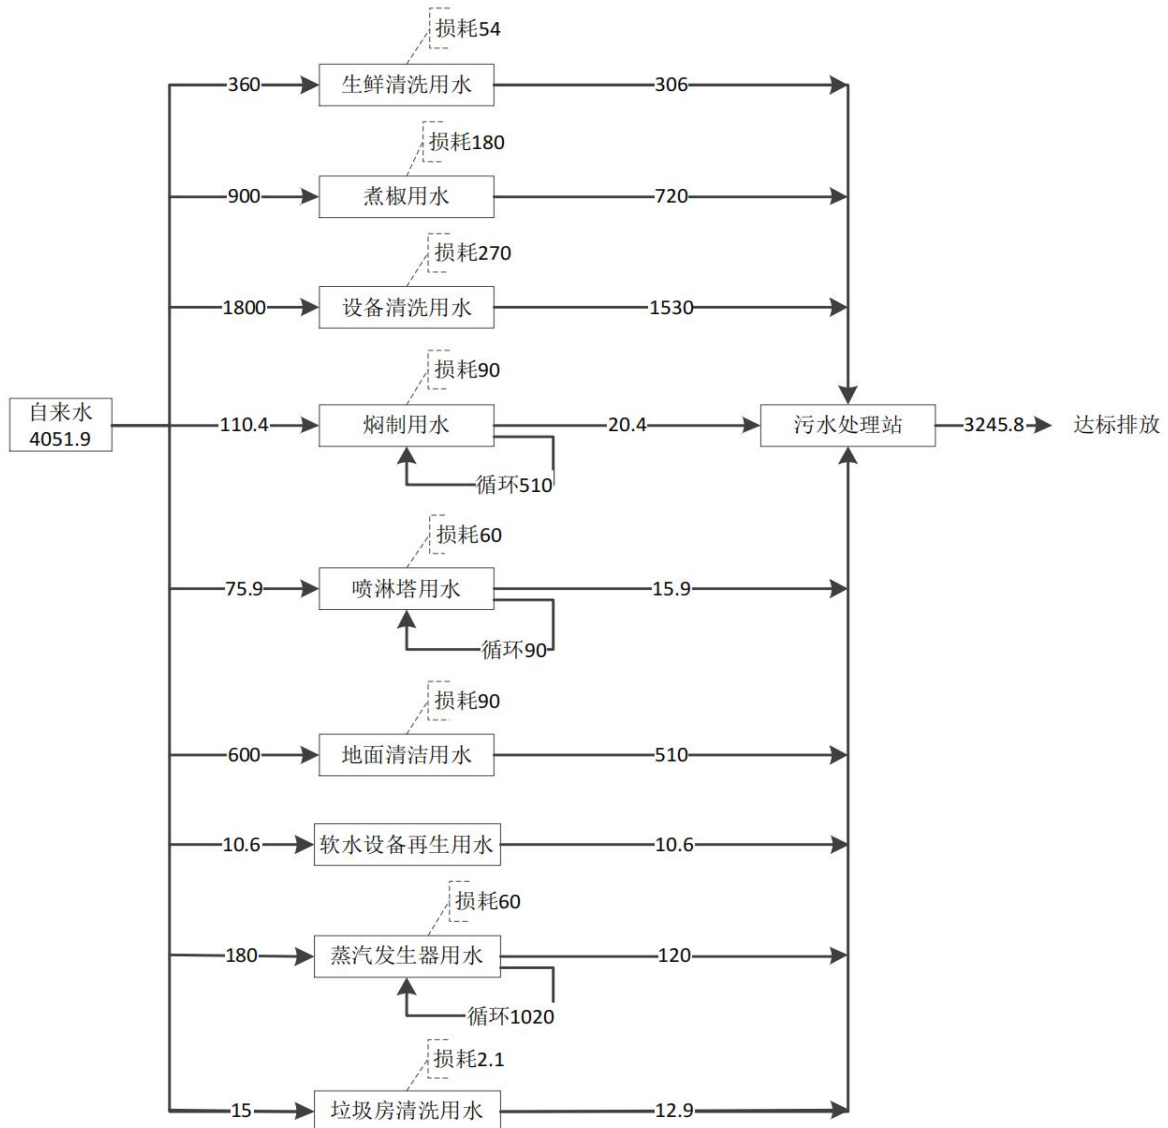 损耗54
360
生鲜清洗用水
306
损耗180
900
煮椒用水
720
损耗270
1800
设备清洗用水
1530
损耗90
自来水
4051.9
110.4
焖制用水
20.4
污水处理站
3245.8
达标排放
循环510
损耗60
75.9
喷淋塔用水
15.9
循环90
损耗90
600
地面清洁用水
510
10.6
软水设备再生用水
10.6
损耗60
180
蒸汽发生器用水
120
循环1020
损耗2.1
15
垃圾房清洗用水
12.9